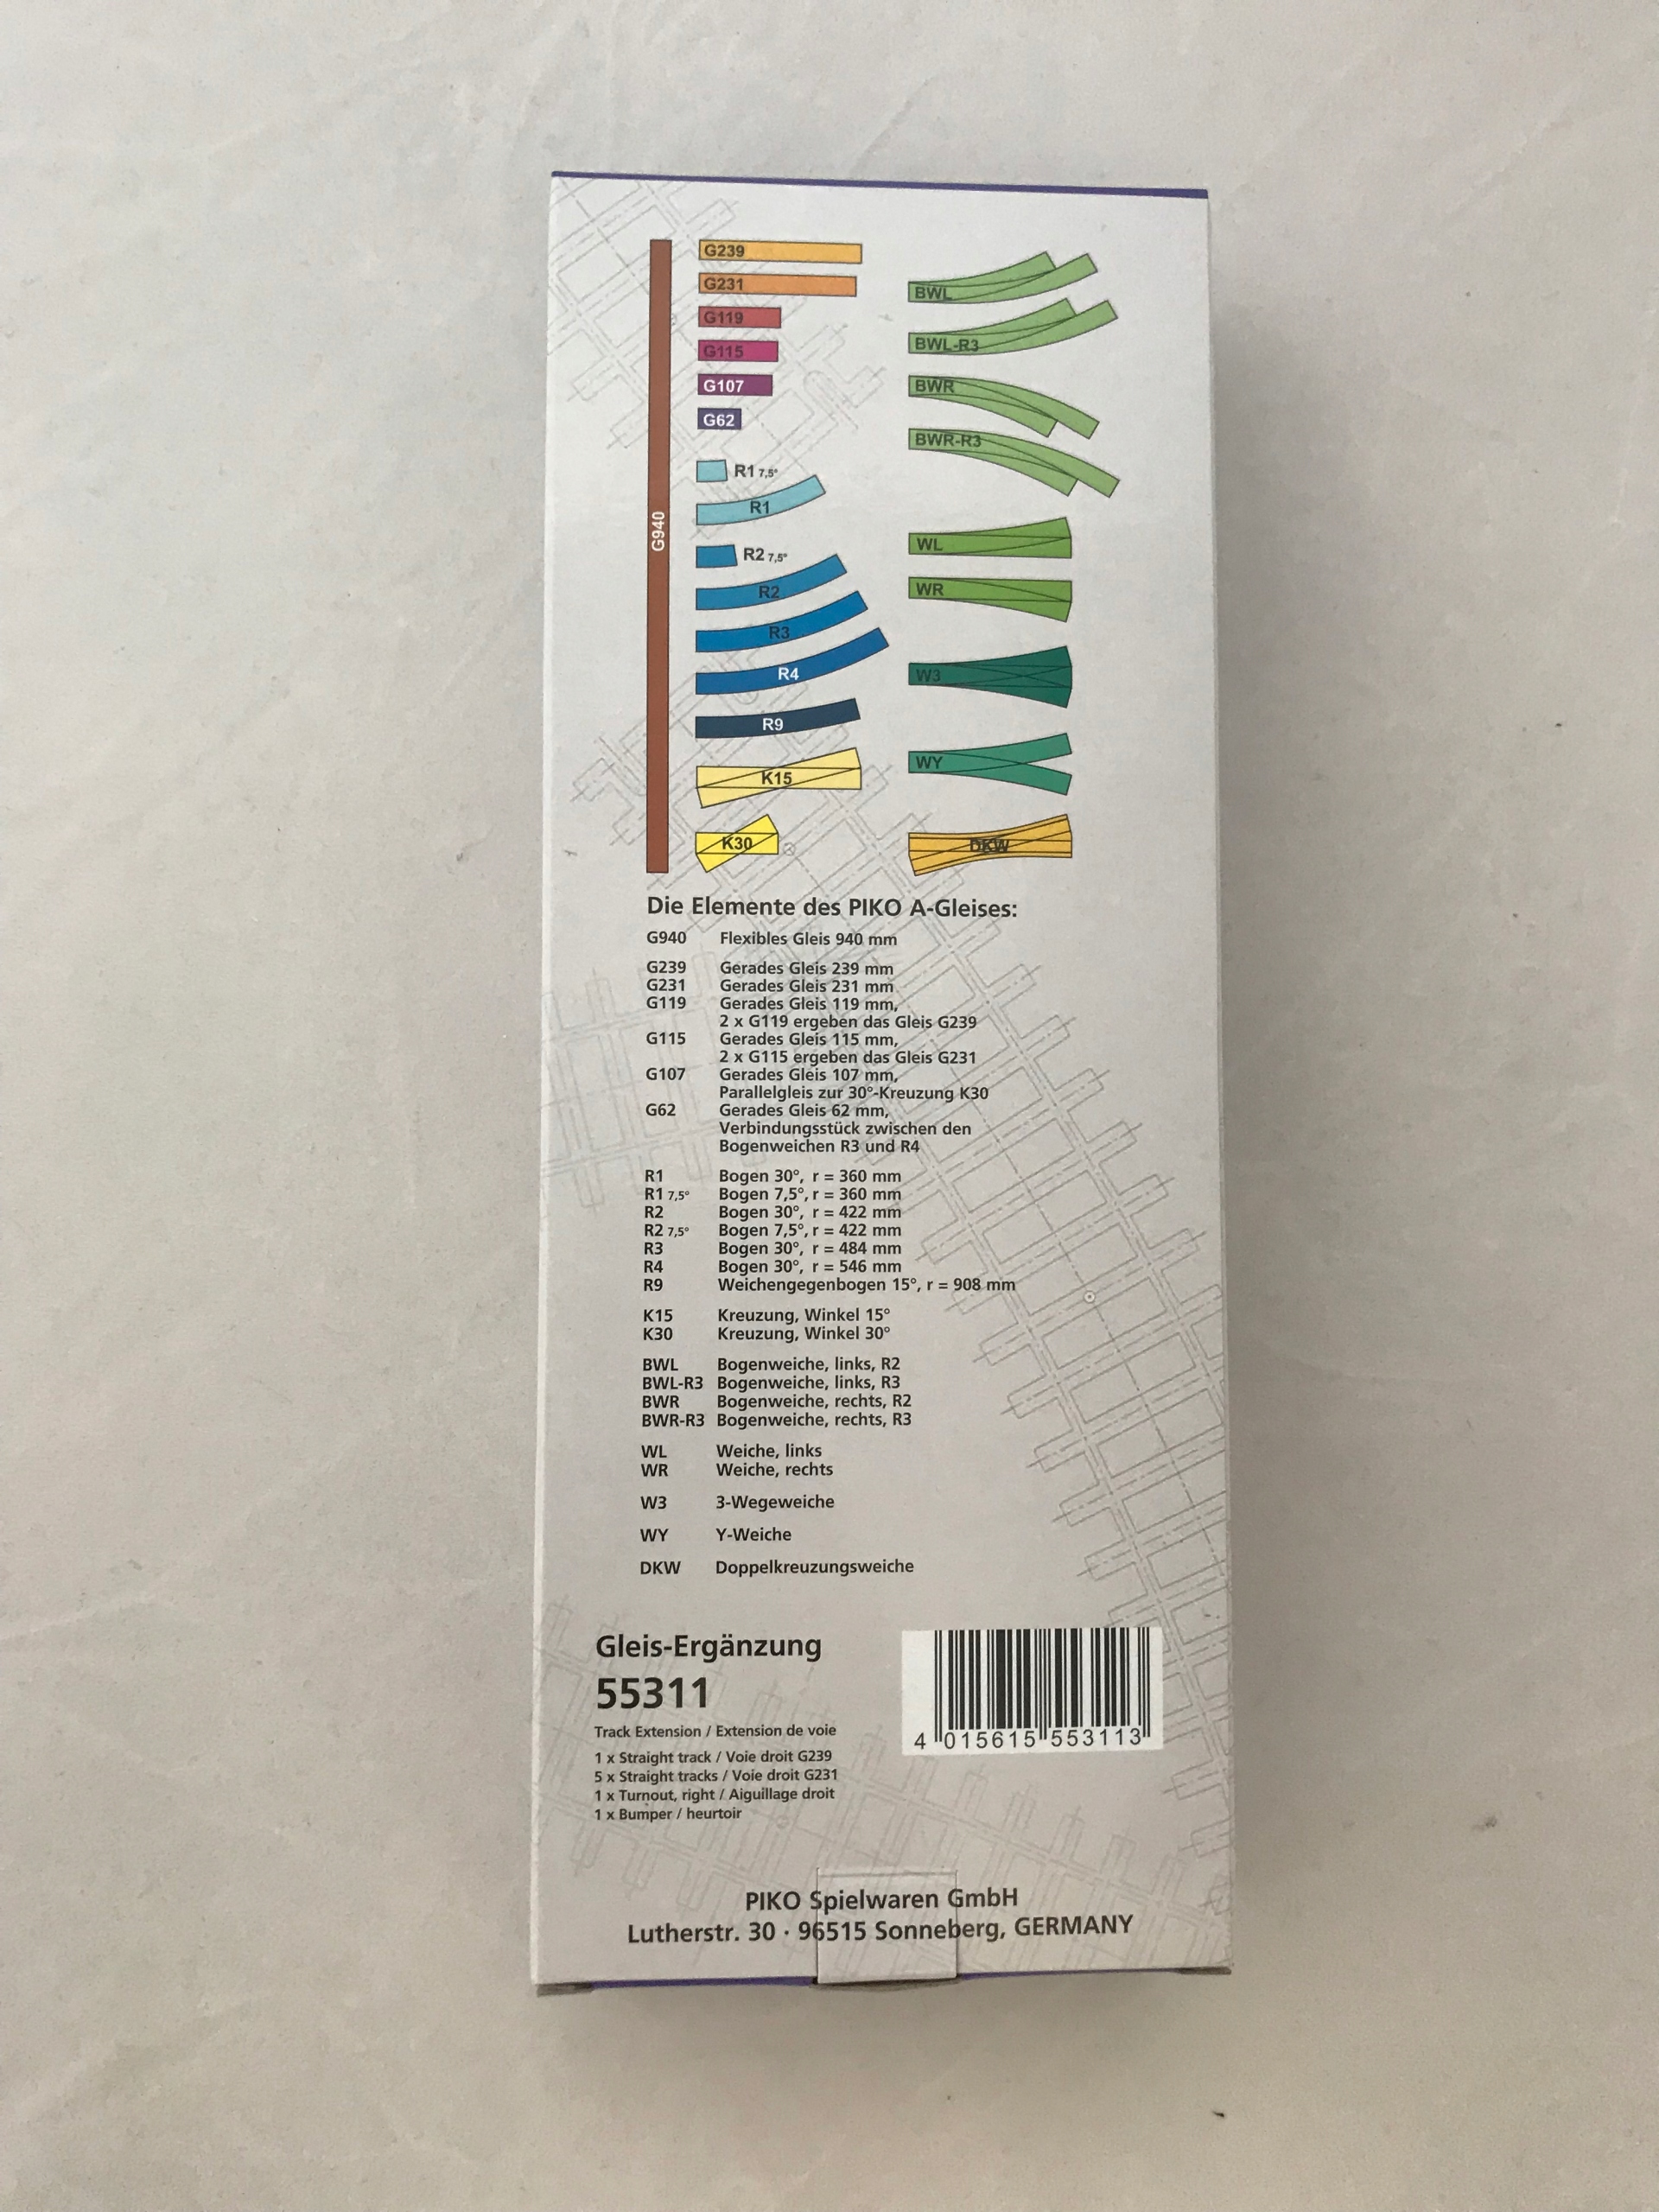 G940
G239
G231
G119
G115
G107
G62
R1 7,5°
R1
R2 7,5°
R2
R3
R4
R9
K15
K30
BWL
BWL-R3
BWR
BWR-R3
WL
WR
W3
WY
DKW
Die Elemente des PIKO A-Gleises:
G940 Flexibles Gleis 940 mm
G239 Gerades Gleis 239 mm
G231 Gerades Gleis 231 mm
G119 Gerades Gleis 119 mm,
2 x G119 ergeben das Gleis G239
G115 Gerades Gleis 115 mm,
2 x G115 ergeben das Gleis G231
G107 Gerades Gleis 107 mm,
Parallelgleis zur 30°-Kreuzung K30
G62 Gerades Gleis 62 mm,
Verbindungsstück zwischen den
Bogenweichen R3 und R4
R1 Bogen 30°, r = 360 mm
R1 7,5° Bogen 7,5°, r = 360 mm
R2 Bogen 30°, r = 422 mm
R2 7,5° Bogen 7,5°, r = 422 mm
R3 Bogen 30°, r = 484 mm
R4 Bogen 30°, r = 546 mm
R9 Weichengegenbogen 15°, r = 908 mm
K15 Kreuzung, Winkel 15°
K30 Kreuzung, Winkel 30°
BWL Bogenweiche, links, R2
BWL-R3 Bogenweiche, links, R3
BWR Bogenweiche, rechts, R2
BWR-R3 Bogenweiche, rechts, R3
WL Weiche, links
WR Weiche, rechts
W3 3-Wegeweiche
WY Y-Weiche
DKW Doppelkreuzungsweiche
Gleis-Ergänzung
55311
Track Extension / Extension de voie
1 x Straight track / Voie droit G239
5 x Straight tracks / Voie droit G231
1 x Turnout, right / Aiguillage droit
1 x Bumper / heurtoir
4 015615 553113
PIKO Spielwaren GmbH
Lutherstr. 30 · 96515 Sonneberg, GERMANY